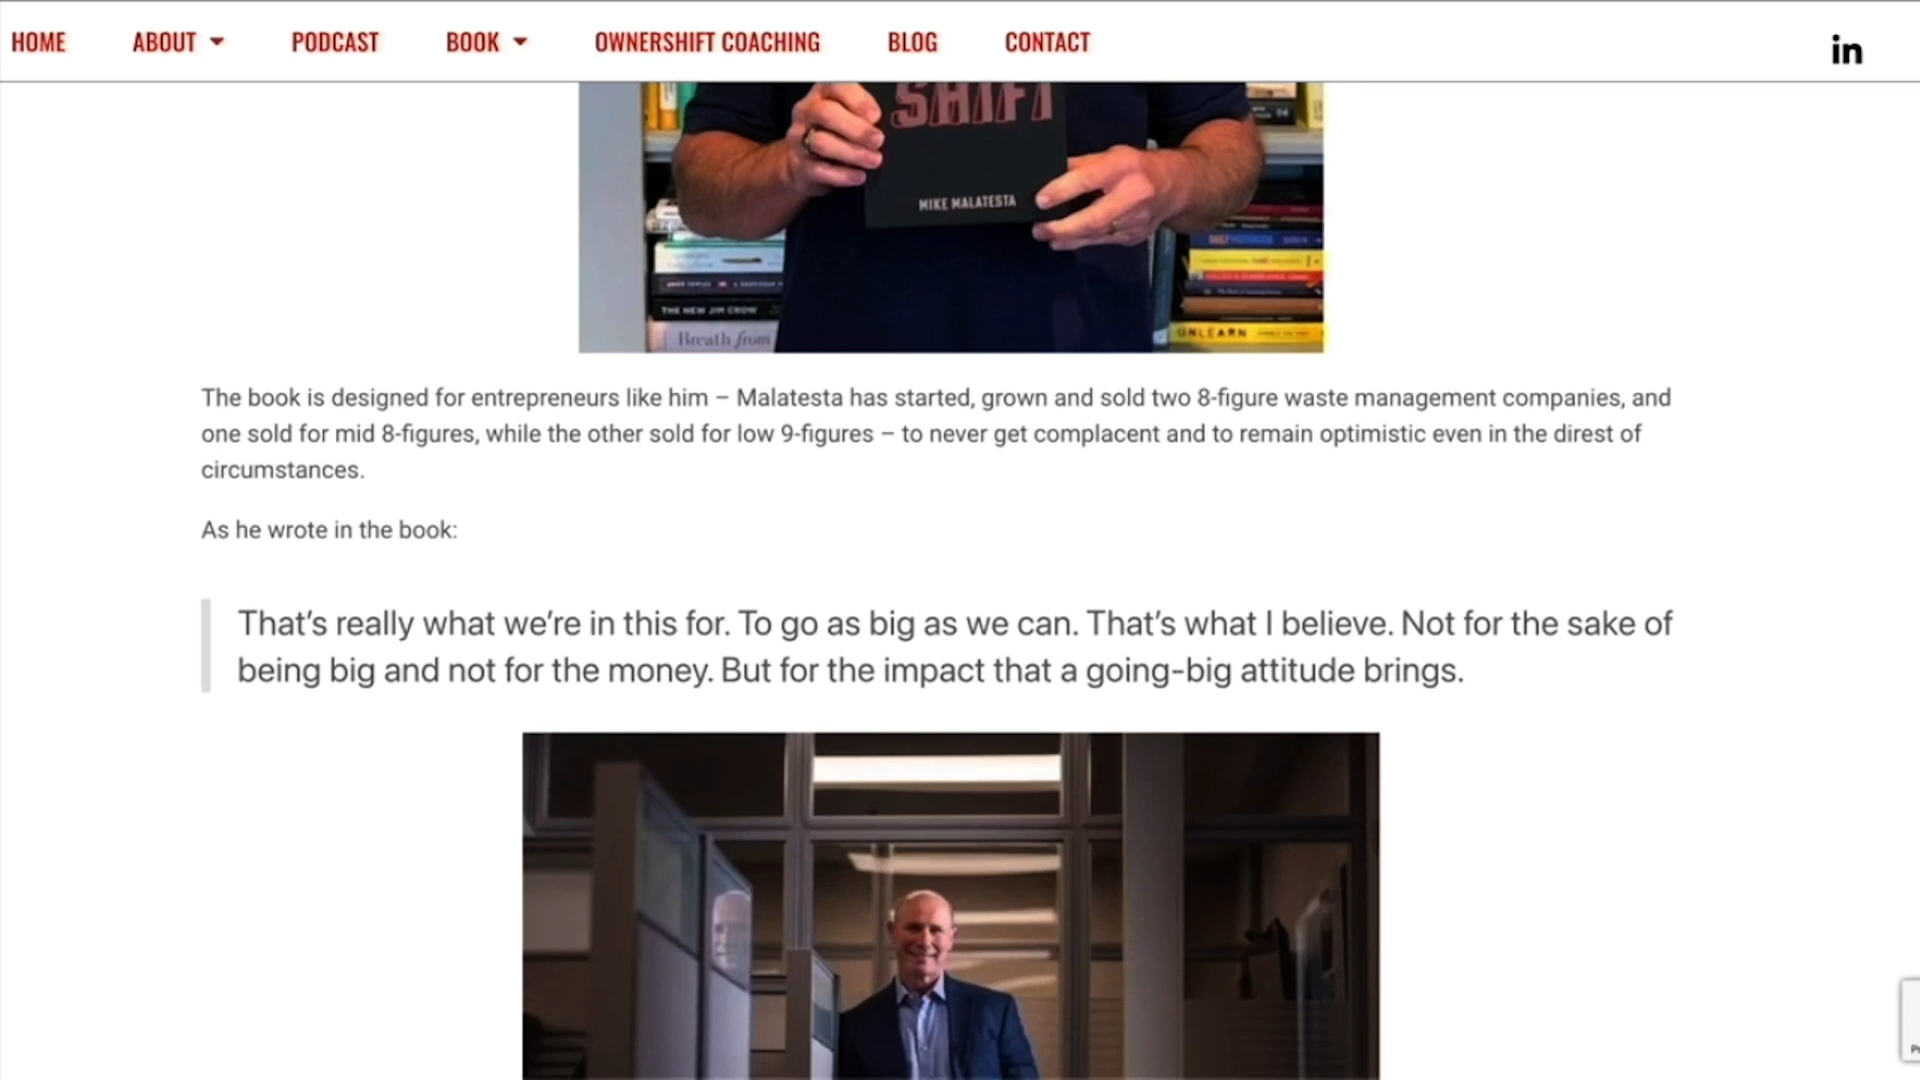 HOME ABOUT PODCAST BOOK OWNERSHIFT COACHING BLOG CONTACT
in
SHIFT
MIKE MALATESTA
THE NEW JIM CROW
Breath from
UNLEARN
The book is designed for entrepreneurs like him – Malatesta has started, grown and sold two 8-figure waste management companies, and
one sold for mid 8-figures, while the other sold for low 9-figures – to never get complacent and to remain optimistic even in the direst of
circumstances.
As he wrote in the book:
That’s really what we’re in this for. To go as big as we can. That’s what I believe. Not for the sake of
being big and not for the money. But for the impact that a going-big attitude brings.